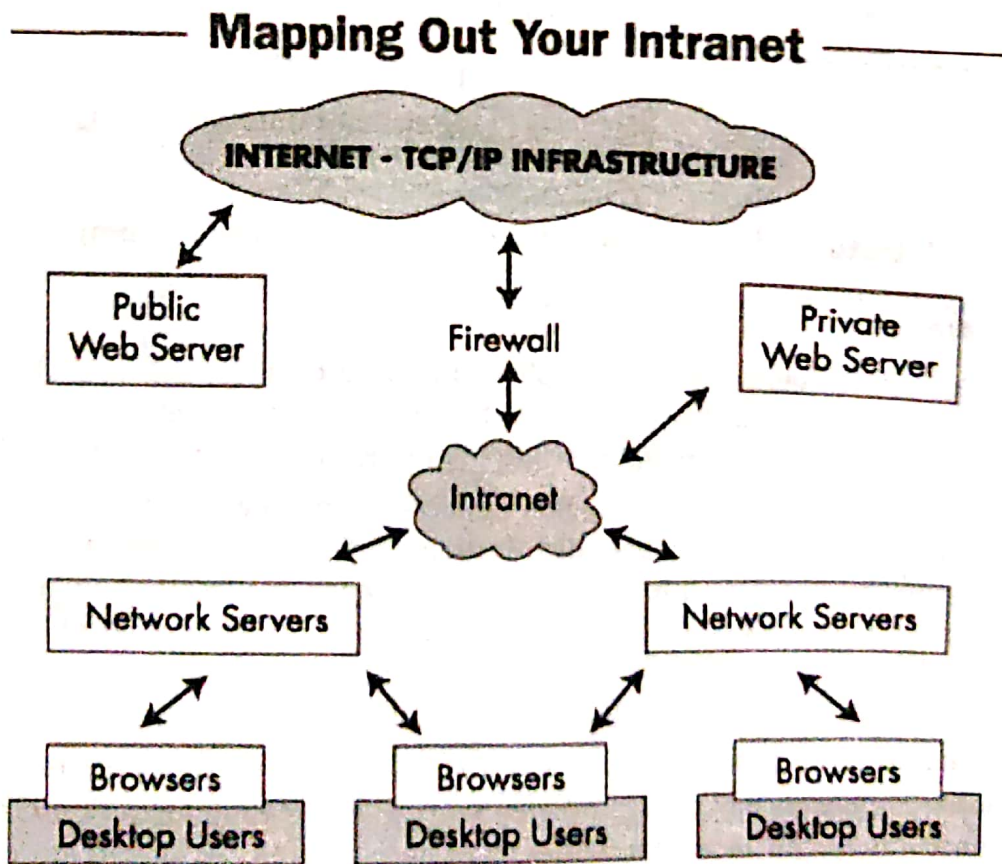 Mapping Out Your Intranet
INTERNET - TCP/IP INFRASTRUCTURE
Public
Web Server
Firewall
Private
Web Server
Intranet
Network Servers
Network Servers
Browsers
Desktop Users
Browsers
Desktop Users
Browsers
Desktop Users